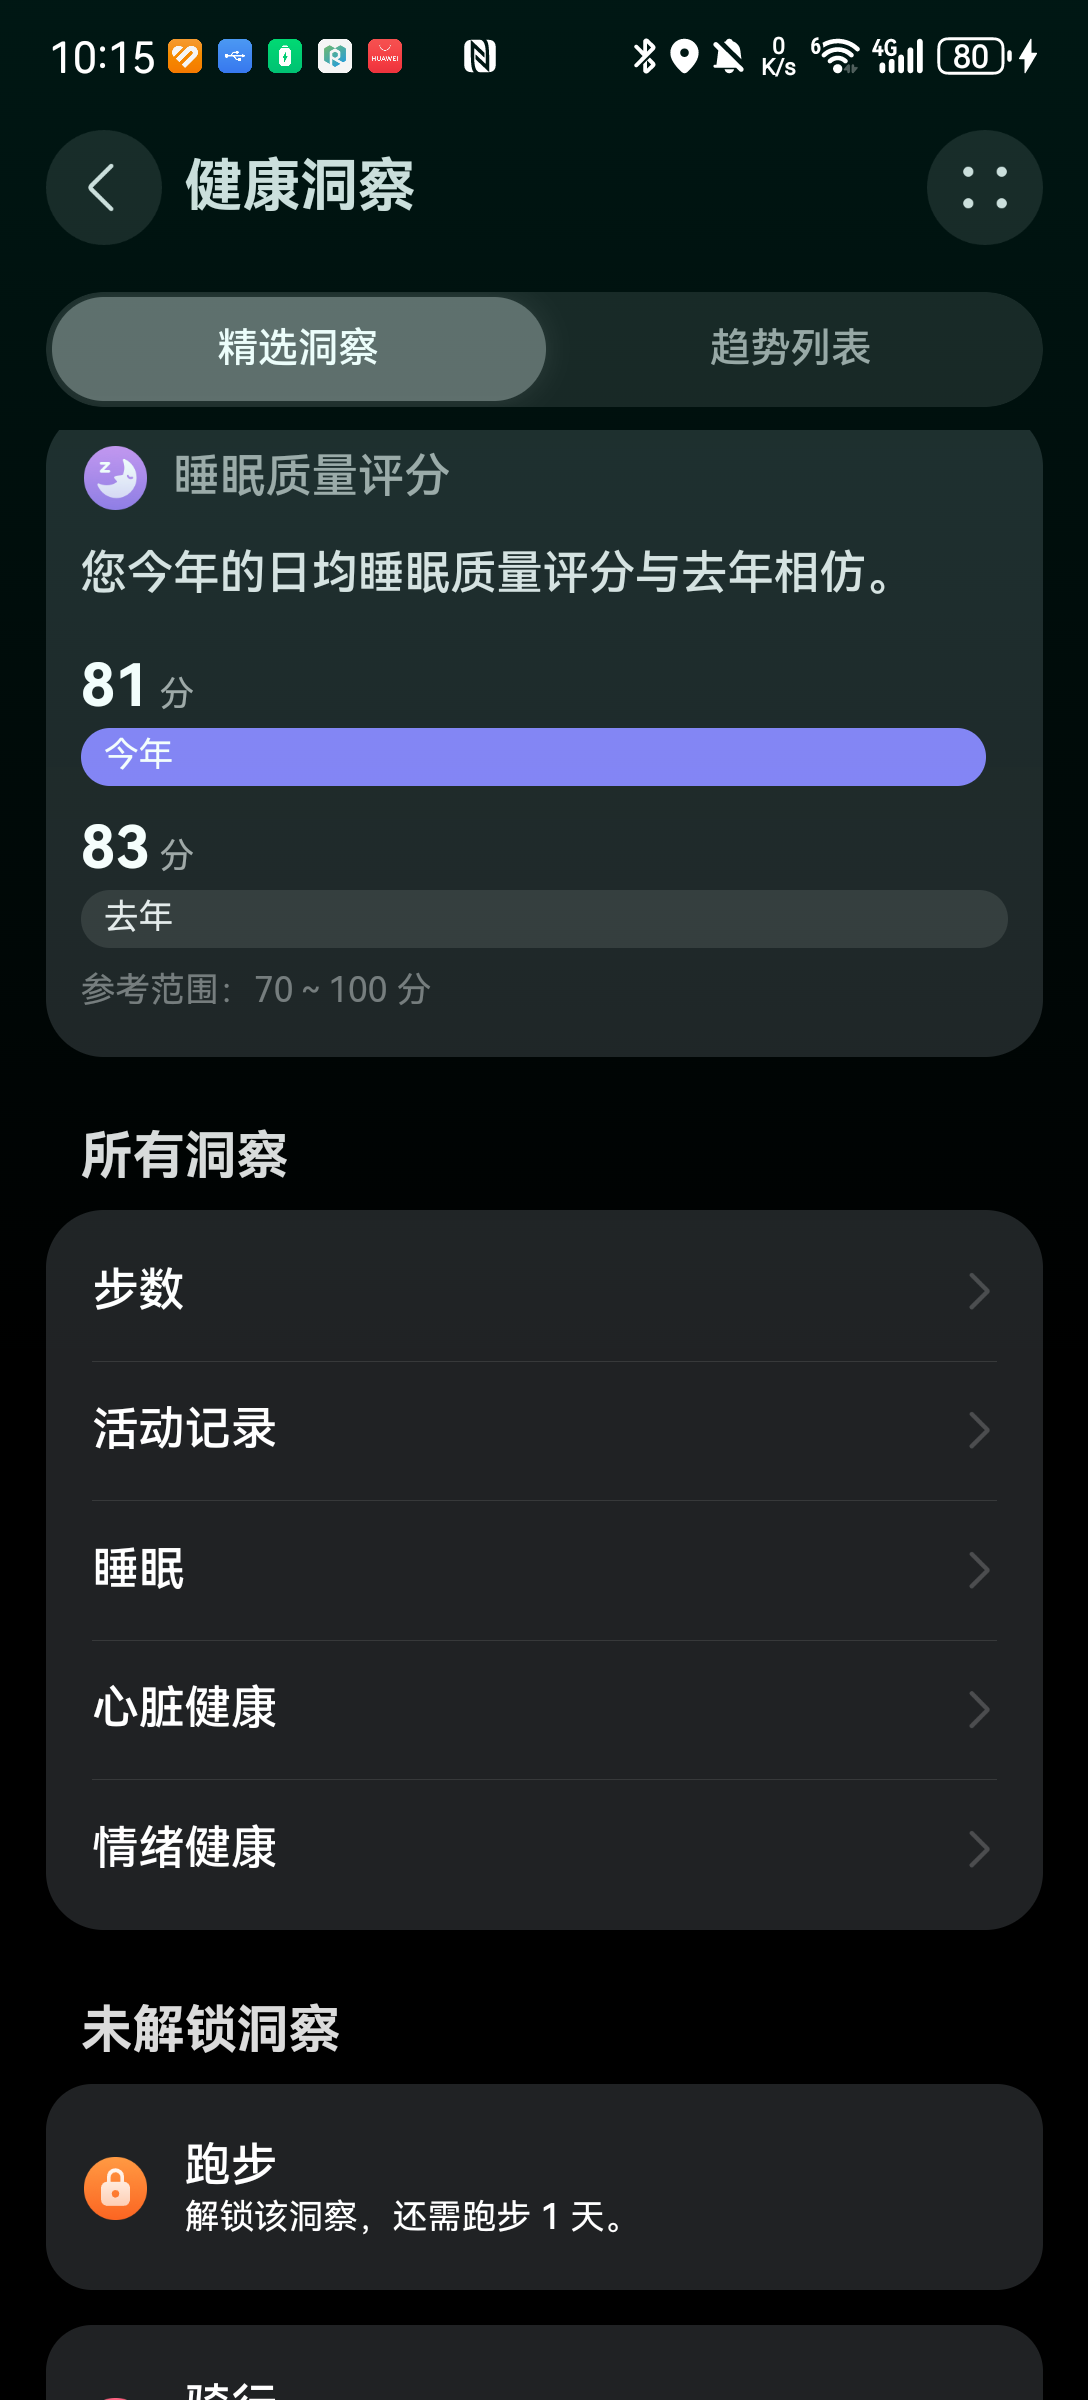 10:15
HUAWEI
0 K/s
6
4G
80
健康洞察
精选洞察
趋势列表
z
睡眠质量评分
您今年的日均睡眠质量评分与去年相仿。
81 分
今年
83 分
去年
参考范围：70 ~ 100 分
所有洞察
步数
活动记录
睡眠
心脏健康
情绪健康
未解锁洞察
跑步
解锁该洞察，还需跑步 1 天。
骑行